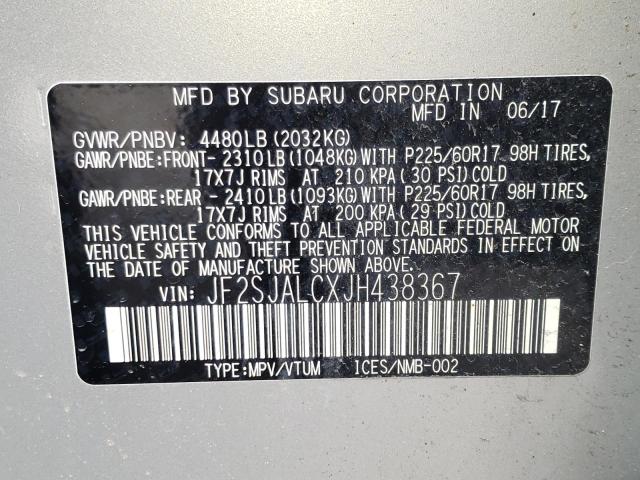 MFD BY SUBARU CORPORATION
MFD IN 06/17
GVWR/PNBV: 4480LB(2032KG)
GAWR/PNBE:FRONT- 2310LB(1048KG)WITH P225/60R17 98H TIRES,
17X7J RIMS AT 210 KPA( 30 PSI)COLD
GAWR/PNBE:REAR - 2410LB(1093KG)WITH P225/60R17 98H TIRES,
17X7J RIMS AT 200 KPA( 29 PSI)COLD
THIS VEHICLE CONFORMS TO ALL APPLICABLE FEDERAL MOTOR
VEHICLE SAFETY AND THEFT PREVENTION STANDARDS IN EFFECT ON
THE DATE OF MANUFACTURE SHOWN ABOVE.
VIN: JF2SJALCXJH438367
TYPE:MPV/VTUM ICES/NMB-002